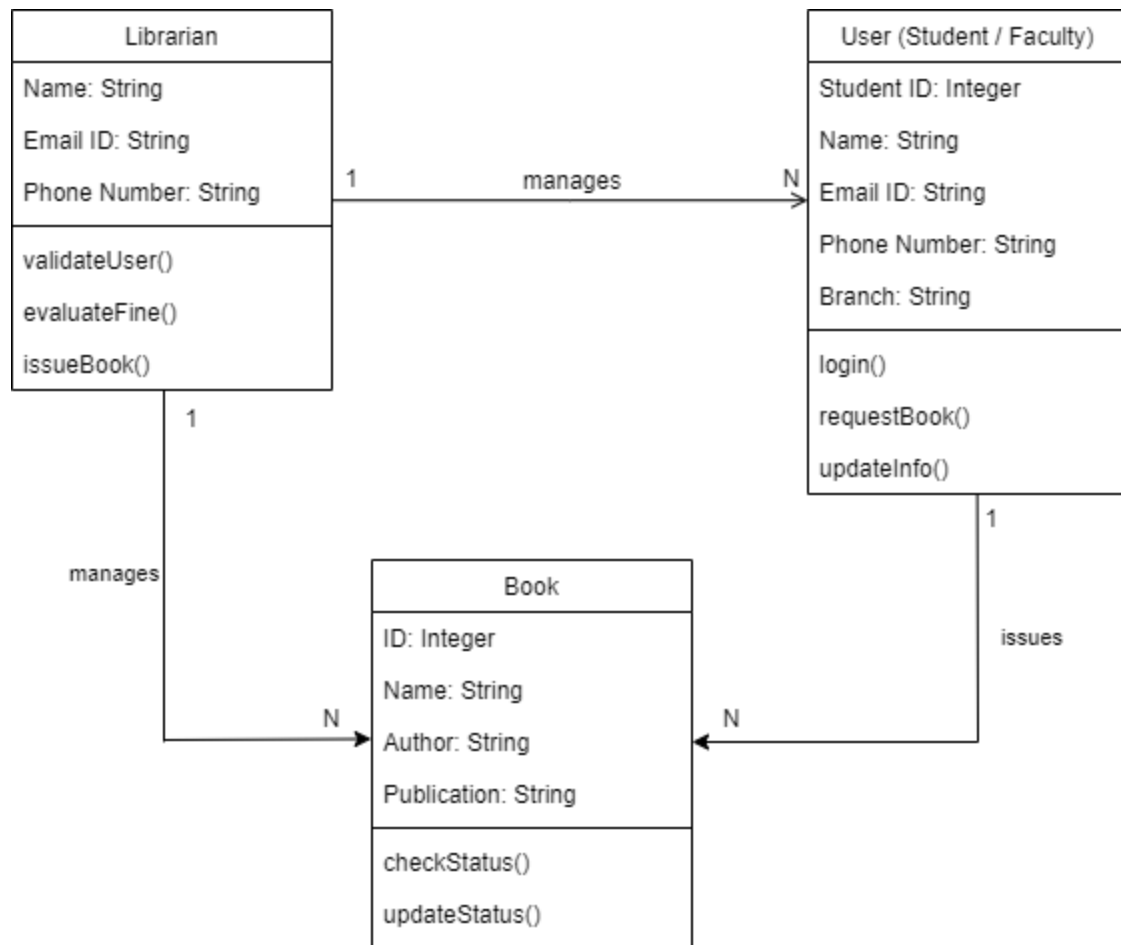 Librarian
Name: String
Email ID: String
Phone Number: String
validateUser()
evaluateFine()
issueBook()
1
manages
N
User (Student / Faculty)
Student ID: Integer
Name: String
Email ID: String
Phone Number: String
Branch: String
login()
requestBook()
updateInfo()
1
manages
N
1
issues
N
Book
ID: Integer
Name: String
Author: String
Publication: String
checkStatus()
updateStatus()